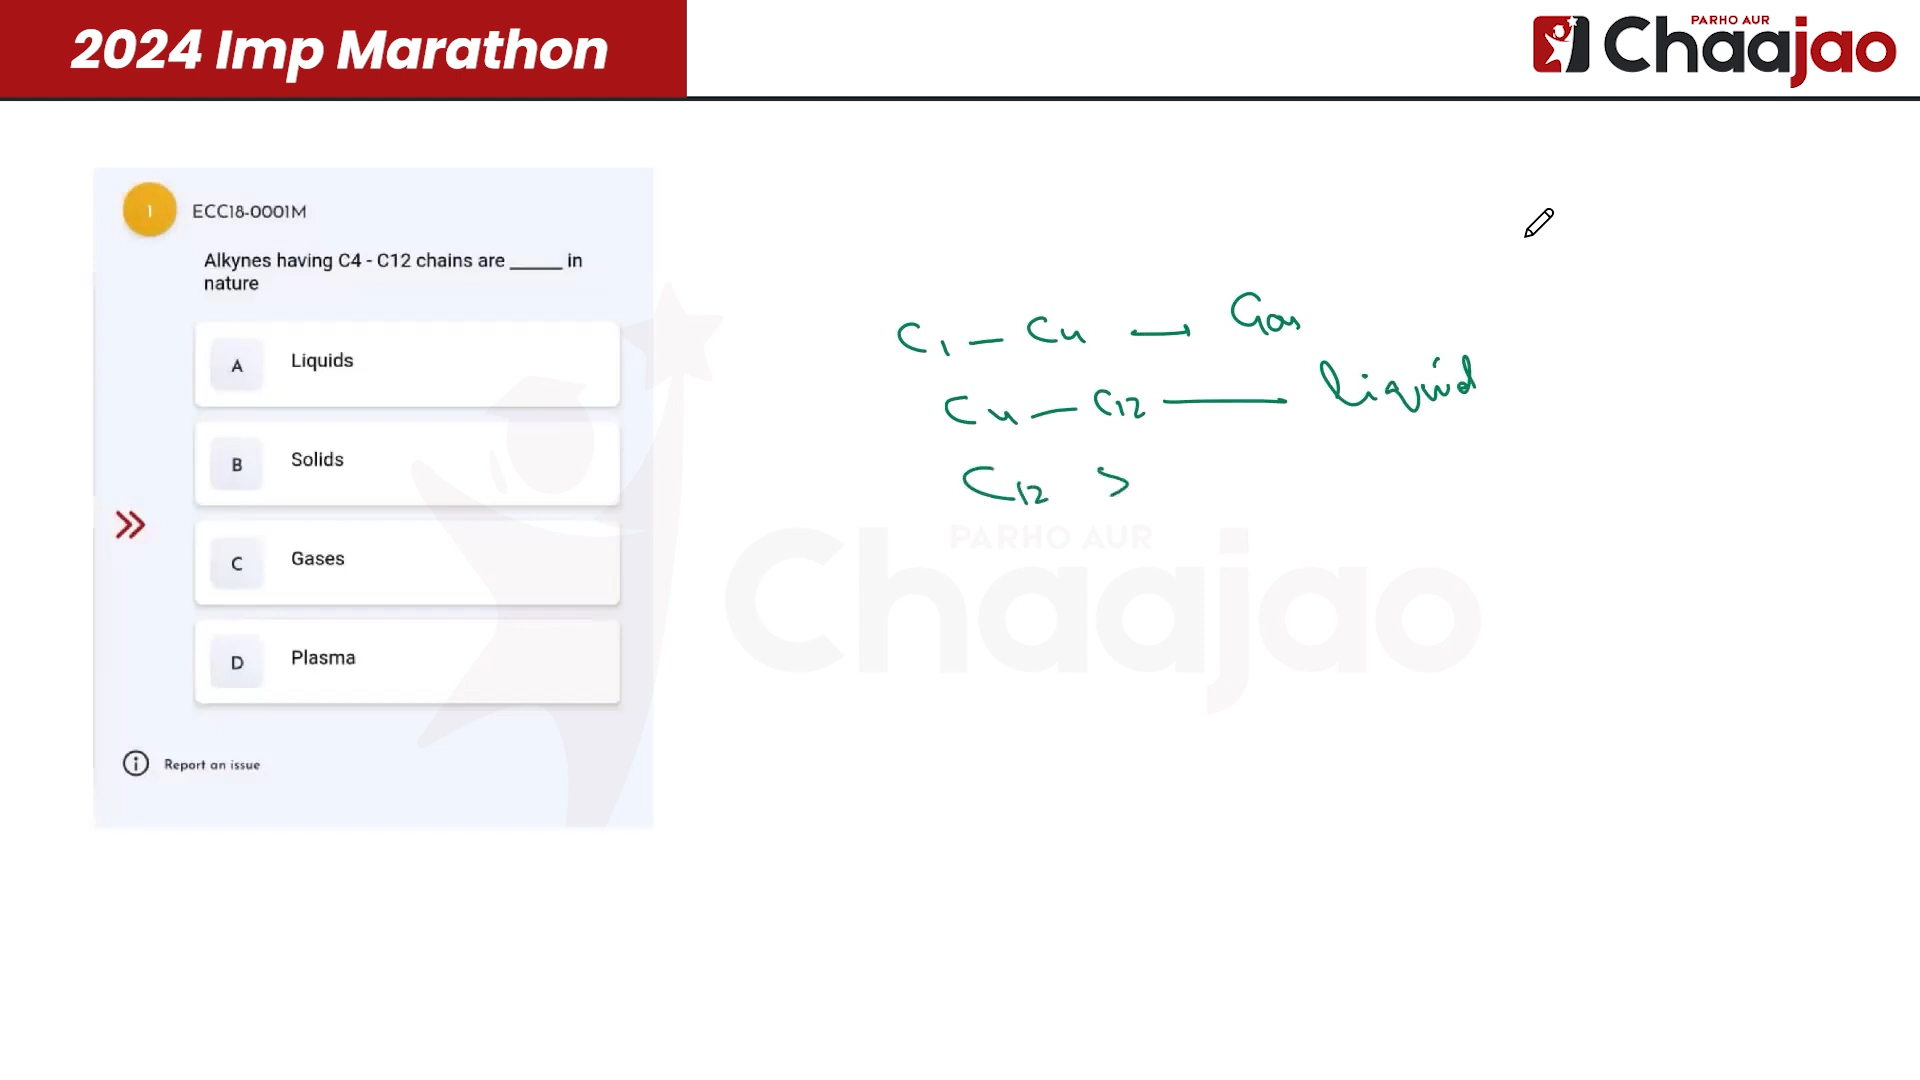 2024 Imp Marathon
PARHO AUR
Chaajao
1
ECC18-0001M
Alkynes having C4 - C12 chains are _____ in
nature
A Liquids
B Solids
C Gases
D Plasma
Report an issue
C1 — C4 — Gas
C4 — C12 — liquid
C12 >
PARHO AUR
Chaajao